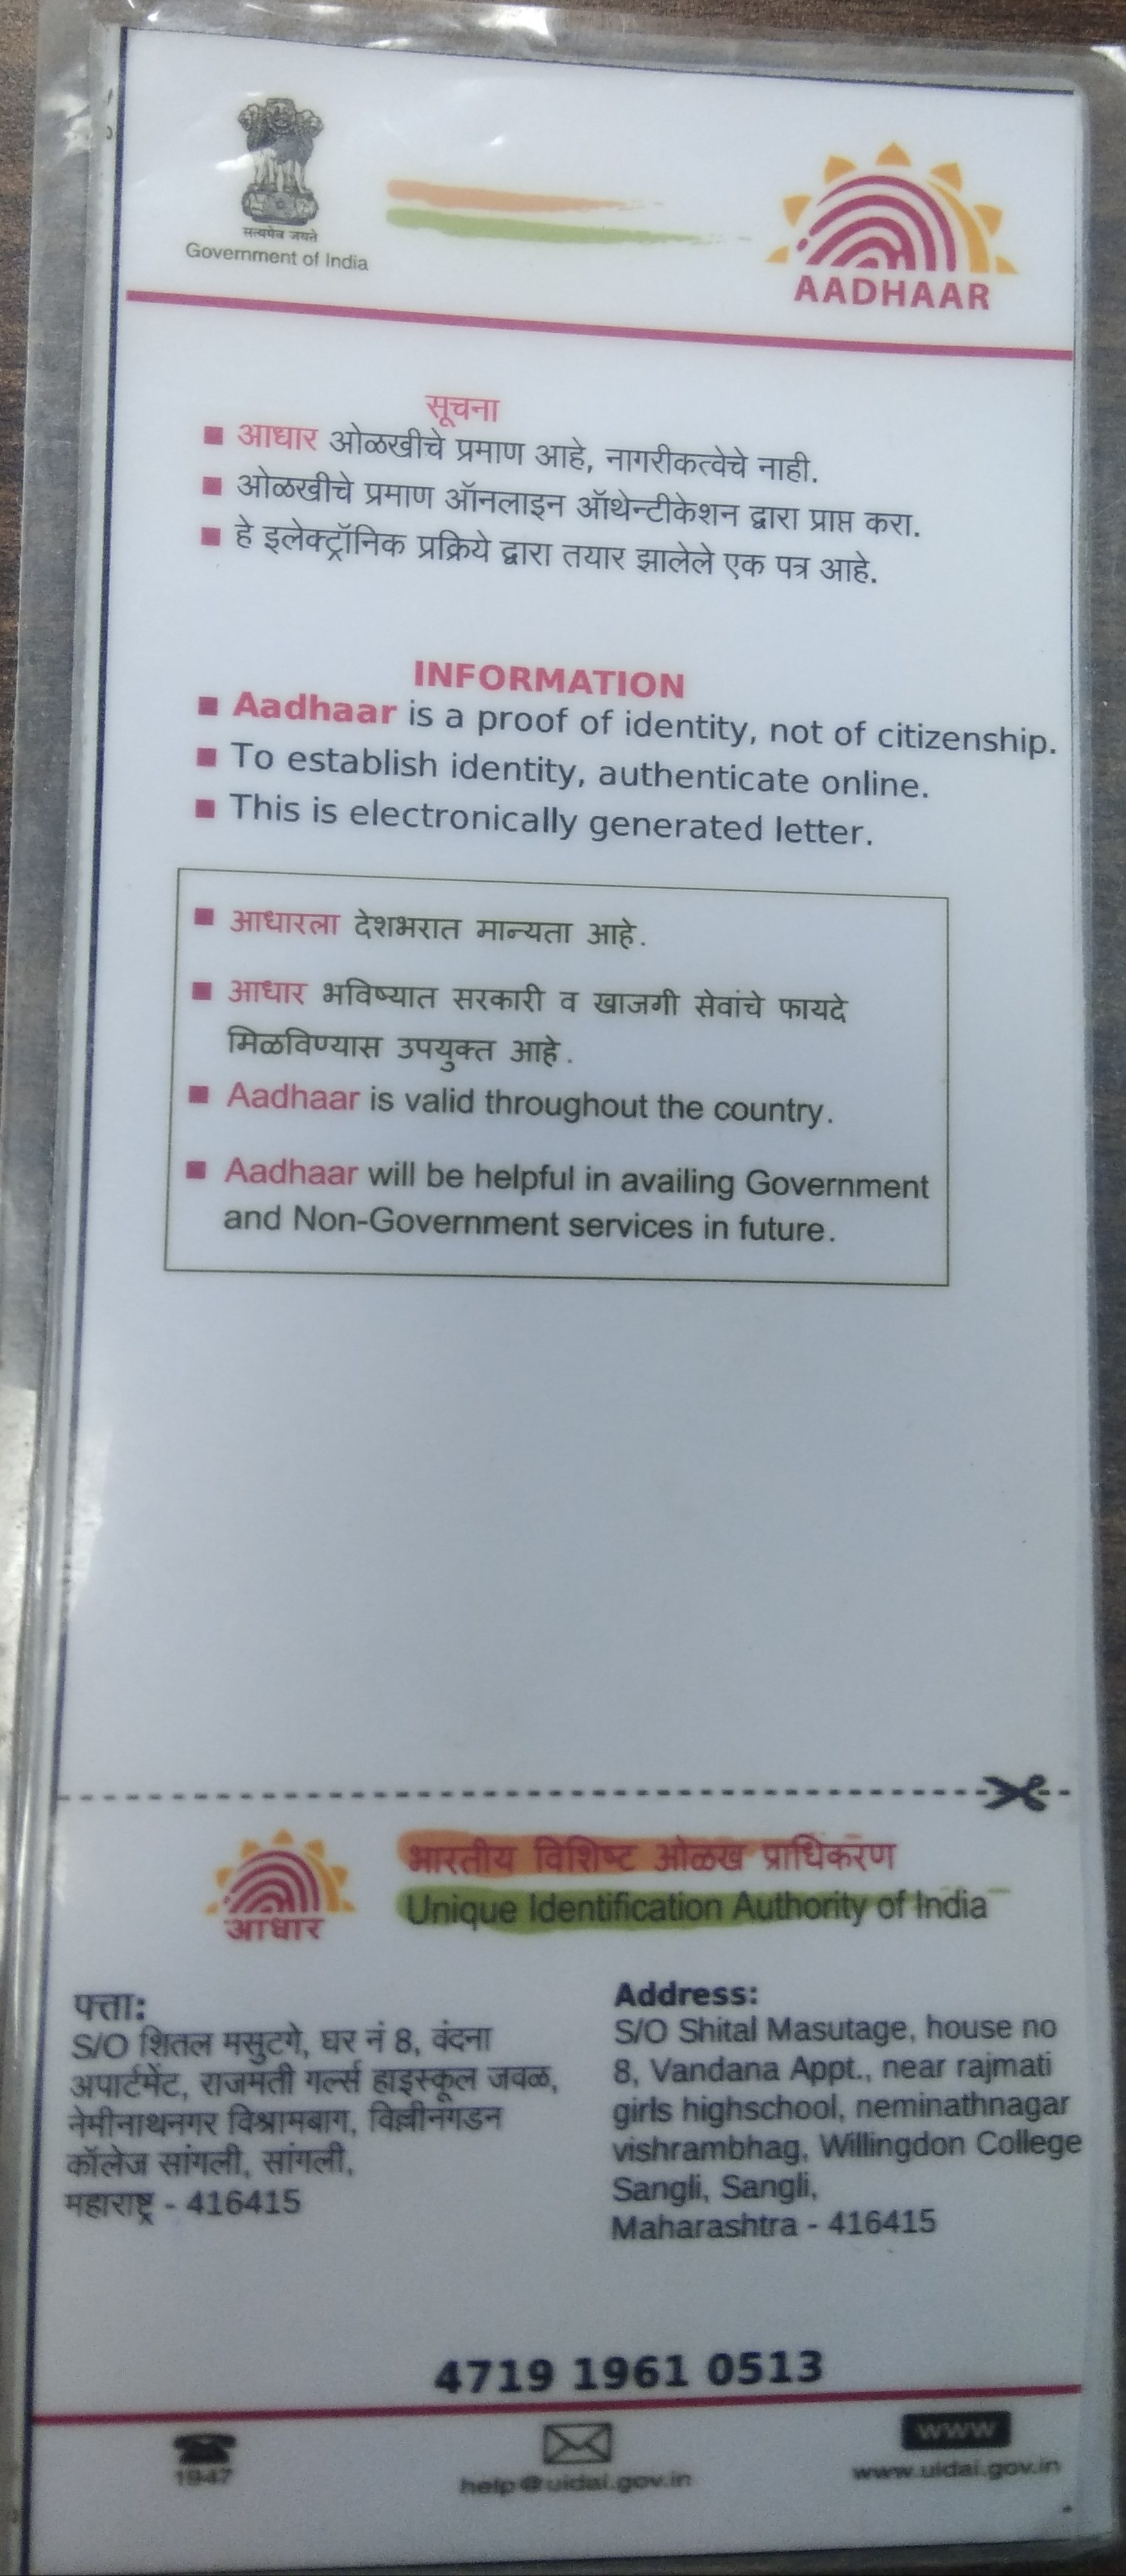 सत्यमेव जयते
Government of India
AADHAAR
सूचना
आधार ओळखीचे प्रमाण आहे, नागरीकत्वेचे नाही.
ओळखीचे प्रमाण ऑनलाइन ऑथेन्टीकेशन द्वारा प्राप्त करा.
हे इलेक्ट्रॉनिक प्रक्रिये द्वारा तयार झालेले एक पत्र आहे.
INFORMATION
Aadhaar is a proof of identity, not of citizenship.
To establish identity, authenticate online.
This is electronically generated letter.
आधारला देशभरात मान्यता आहे.
आधार भविष्यात सरकारी व खाजगी सेवांचे फायदे
मिळविण्यास उपयुक्त आहे.
Aadhaar is valid throughout the country.
Aadhaar will be helpful in availing Government
and Non-Government services in future.
भारतीय विशिष्ट ओळख प्राधिकरण
Unique Identification Authority of India
आधार
पत्ता:
S/O शितल मसुटगे, घर नं 8, वंदना
अपार्टमेंट, राजमती गर्ल्स हाइस्कूल जवळ,
नेमीनाथनगर विश्रामबाग, विल्लीनगडन
कॉलेज सांगली, सांगली,
महाराष्ट्र - 416415
Address:
S/O Shital Masutage, house no
8, Vandana Appt., near rajmati
girls highschool, neminathnagar
vishrambhag, Willingdon College
Sangli, Sangli,
Maharashtra - 416415
4719 1961 0513
1947
help@uidai.gov.in
www
www.uidai.gov.in